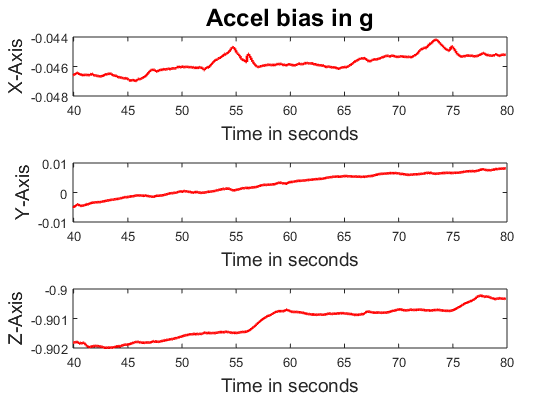 Accel bias in g
-0.044
-0.046
-0.048
X-Axis
40 45 50 55 60 65 70 75 80
Time in seconds
0.01
0
-0.01
Y-Axis
40 45 50 55 60 65 70 75 80
Time in seconds
-0.9
-0.901
-0.902
Z-Axis
40 45 50 55 60 65 70 75 80
Time in seconds